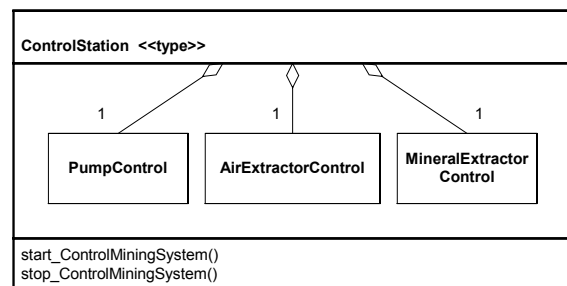 ControlStation <<type>>
1 1 1
PumpControl AirExtractorControl MineralExtractor
Control
start_ControlMiningSystem()
stop_ControlMiningSystem()